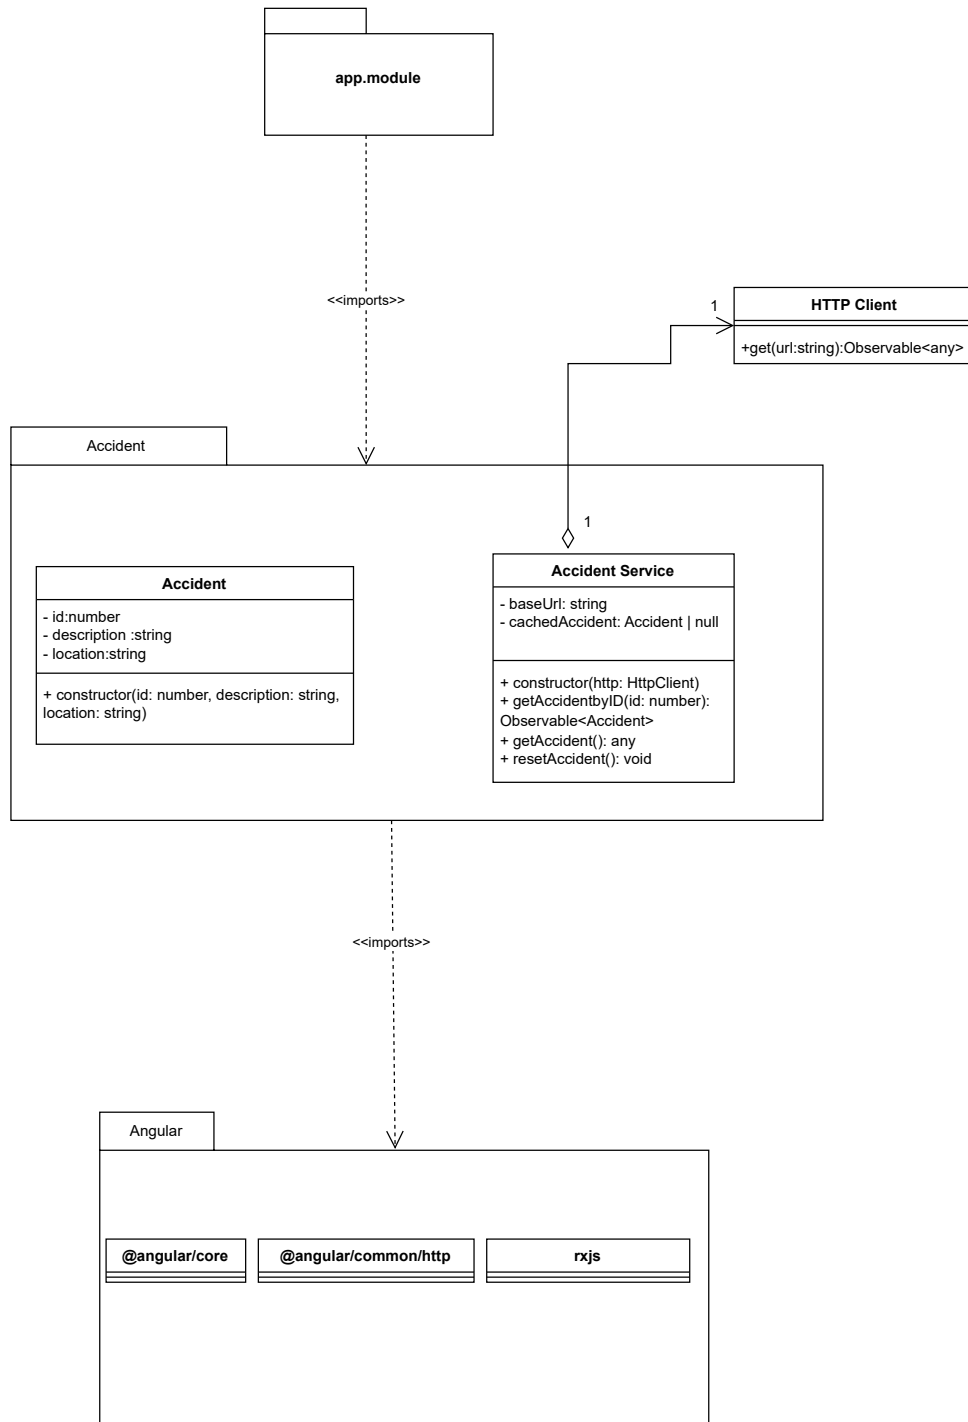 app.module
<<imports>>
1
HTTP Client
+get(url:string):Observable<any>
Accident
1
Accident
- id:number
- description :string
- location:string
+ constructor(id: number, description: string,
location: string)
Accident Service
- baseUrl: string
- cachedAccident: Accident | null
+ constructor(http: HttpClient)
+ getAccidentbyID(id: number):
Observable<Accident>
+ getAccident(): any
+ resetAccident(): void
<<imports>>
Angular
@angular/core
@angular/common/http
rxjs